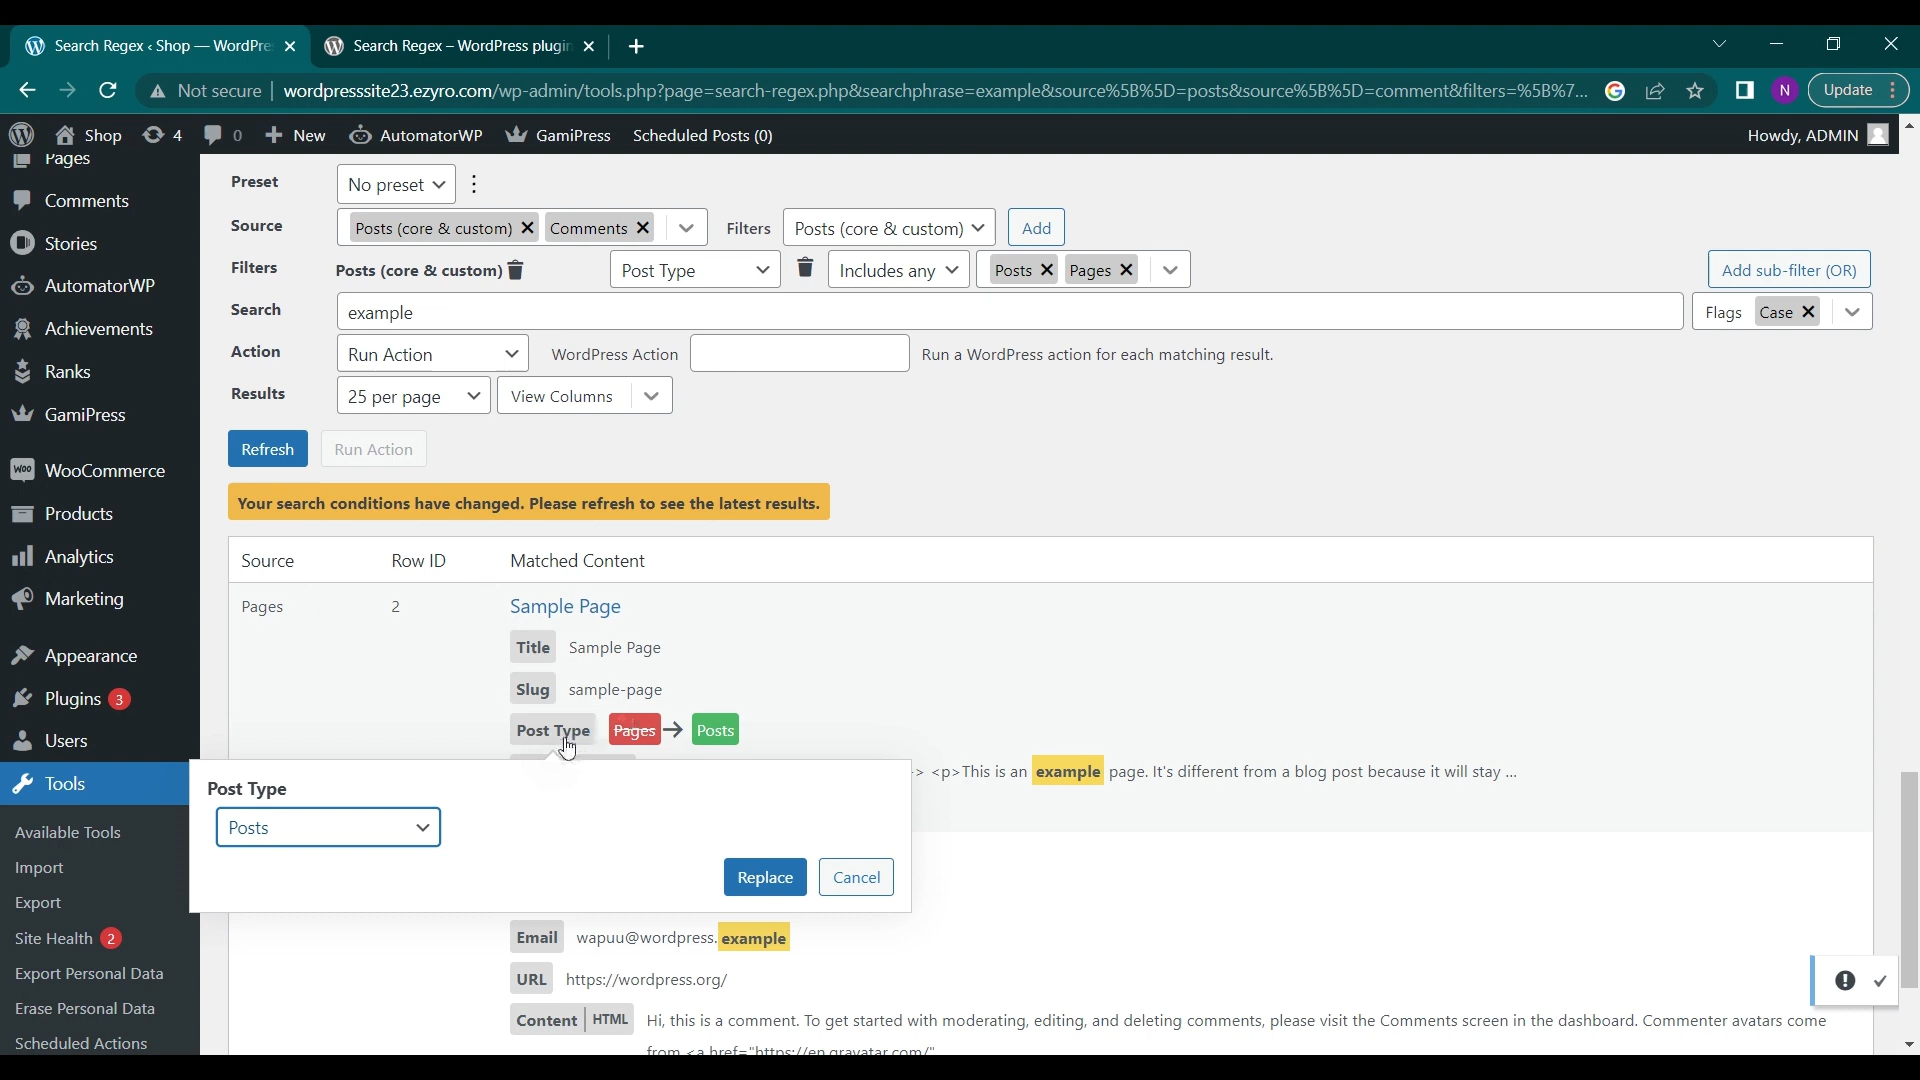 Search Regex ‹ Shop — WordPre
Search Regex – WordPress plugin
Not secure
wordpresssite23.ezyro.com/wp-admin/tools.php?page=search-regex.php&searchphrase=example&source%5B%5D=posts&source%5B%5D=comment&filters=%5B%7...
N
Update
Shop
4
0
New
AutomatorWP
GamiPress
Scheduled Posts (0)
Howdy, ADMIN
Pages
Comments
Stories
AutomatorWP
Achievements
Ranks
GamiPress
WooCommerce
Products
Analytics
Marketing
Appearance
Plugins 3
Users
Tools
Available Tools
Import
Export
Site Health 2
Export Personal Data
Erase Personal Data
Scheduled Actions
Preset No preset
Source Posts (core & custom) Comments Filters Posts (core & custom) Add
Filters Posts (core & custom) Post Type Includes any Posts Pages Add sub-filter (OR)
Search example Flags Case
Action Run Action WordPress Action Run a WordPress action for each matching result.
Results 25 per page View Columns
Refresh Run Action
Your search conditions have changed. Please refresh to see the latest results.
Source Row ID Matched Content
Pages 2 Sample Page
Title Sample Page
Slug sample-page
Post Type Pages → Posts
> <p>This is an example page. It's different from a blog post because it will stay ...
Post Type
Posts
Replace Cancel
Email wapuu@wordpress.example
URL https://wordpress.org/
Content HTML Hi, this is a comment. To get started with moderating, editing, and deleting comments, please visit the Comments screen in the dashboard. Commenter avatars come
from <a href="https://en.gravatar.com/"